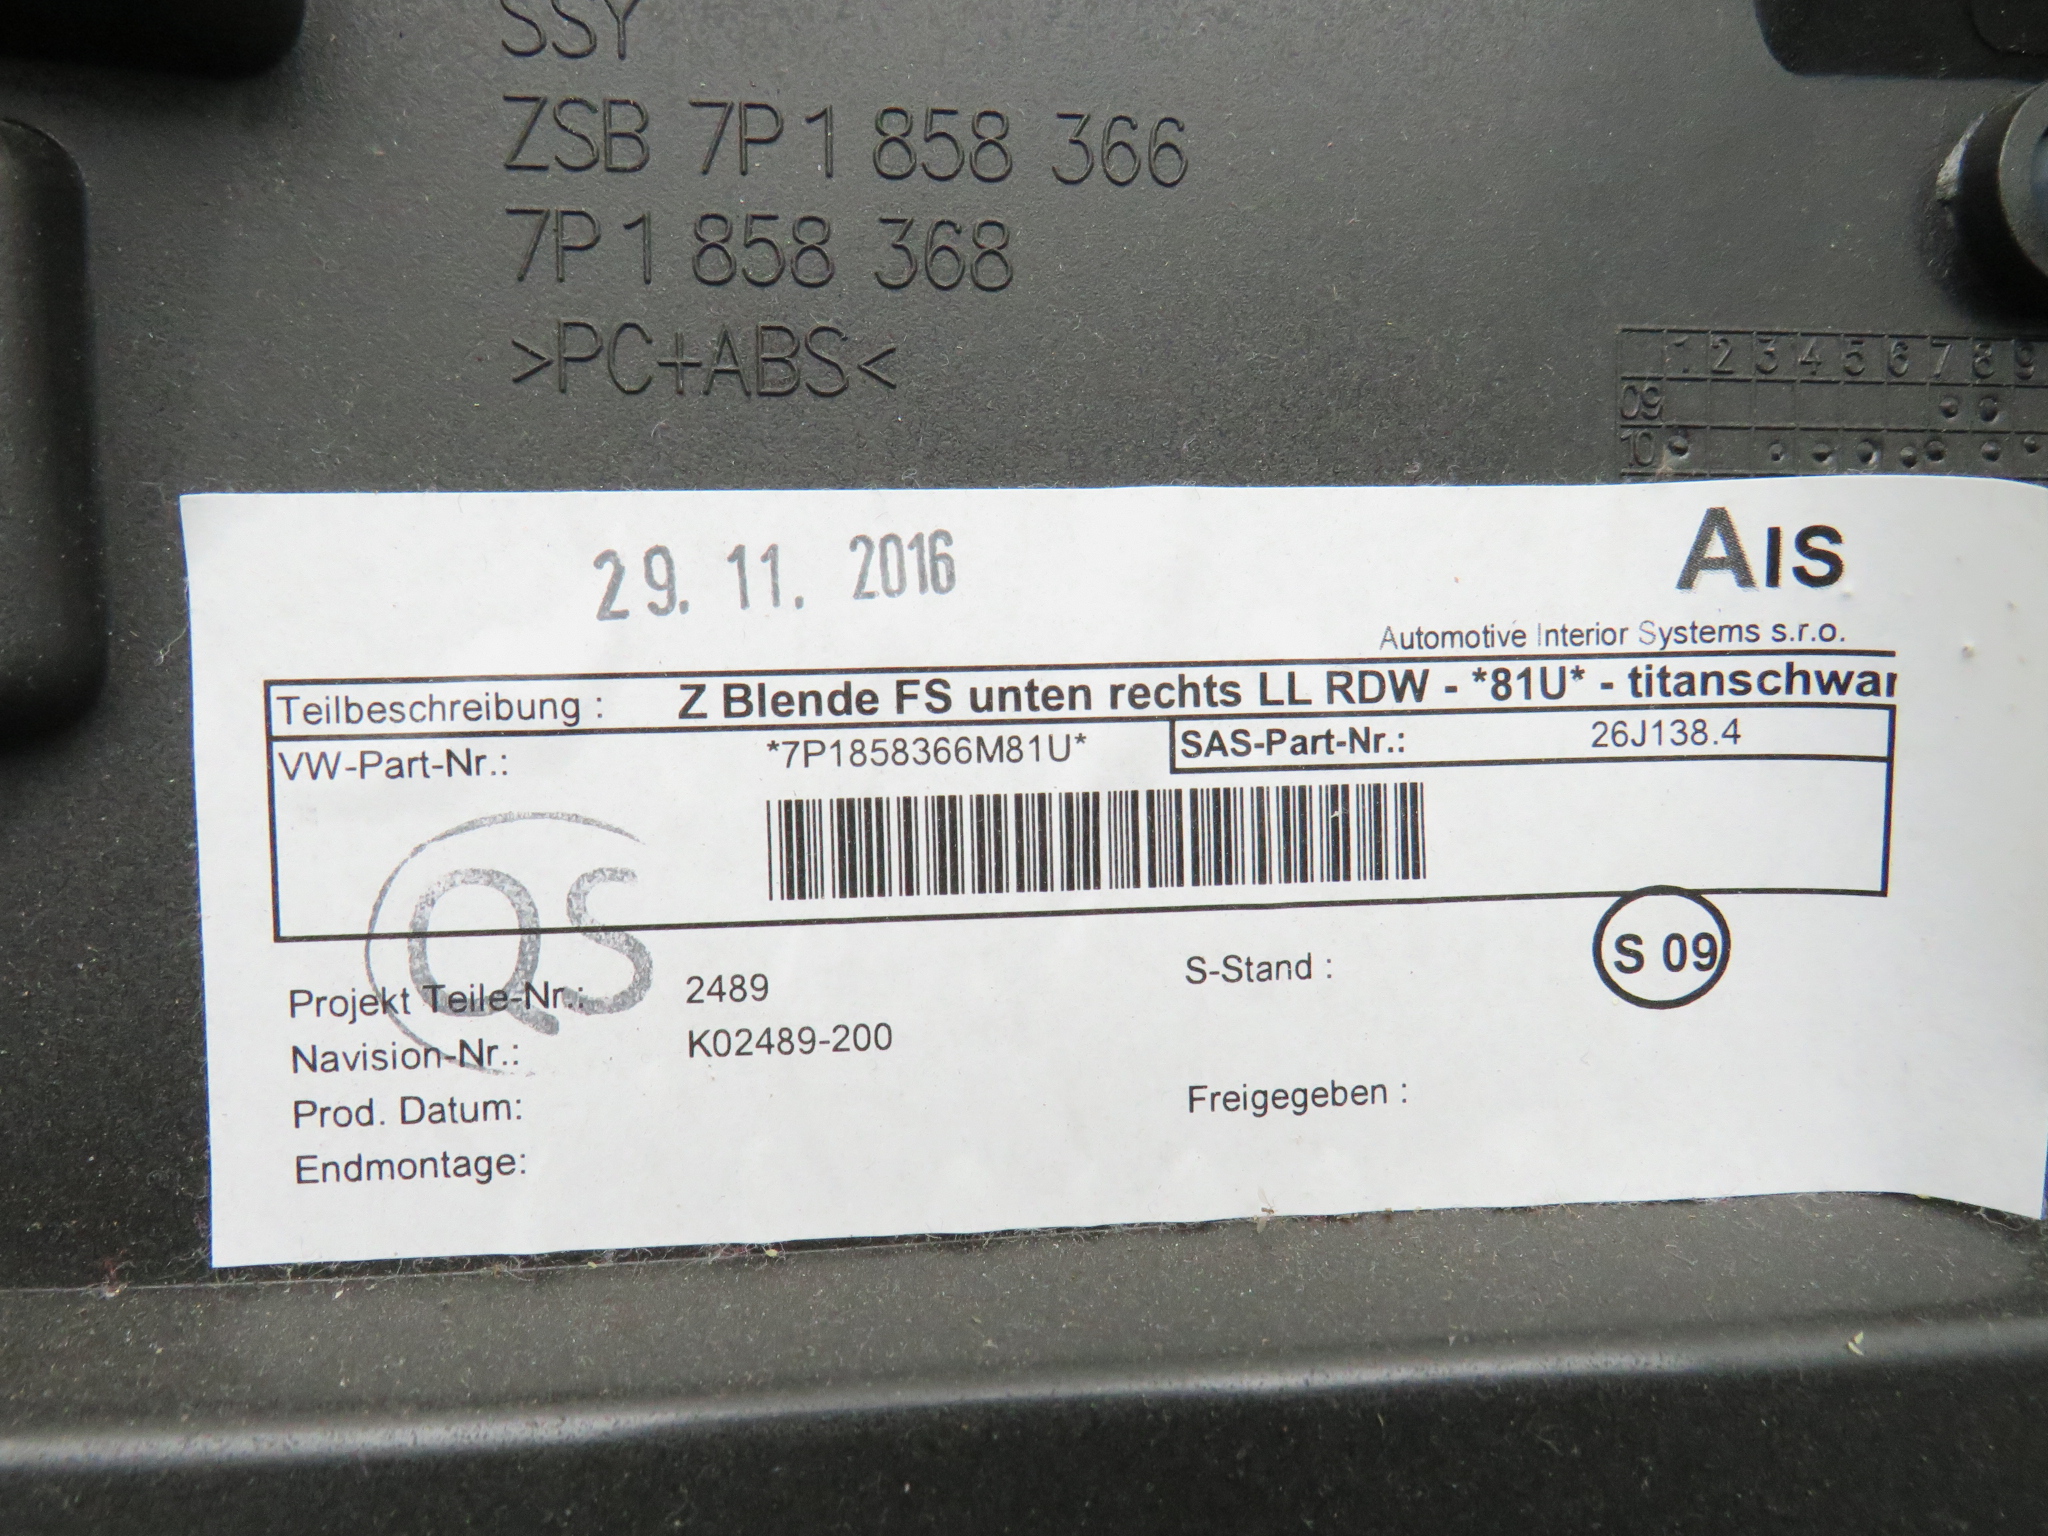 SSY
ZSB 7P1 858 366
7P1 858 368
>PC+ABS<
1 2 3 4 5 6 7 8 9
09
10
29. 11. 2016
AIS
Automotive Interior Systems s.r.o.
Teilbeschreibung : Z Blende FS unten rechts LL RDW - *81U* - titanschwar
VW-Part-Nr.: *7P1858366M81U* SAS-Part-Nr.: 26J138.4
QS
S 09
Projekt Teile-Nr.: 2489 S-Stand :
Navision-Nr.: K02489-200
Prod. Datum: Freigegeben :
Endmontage: